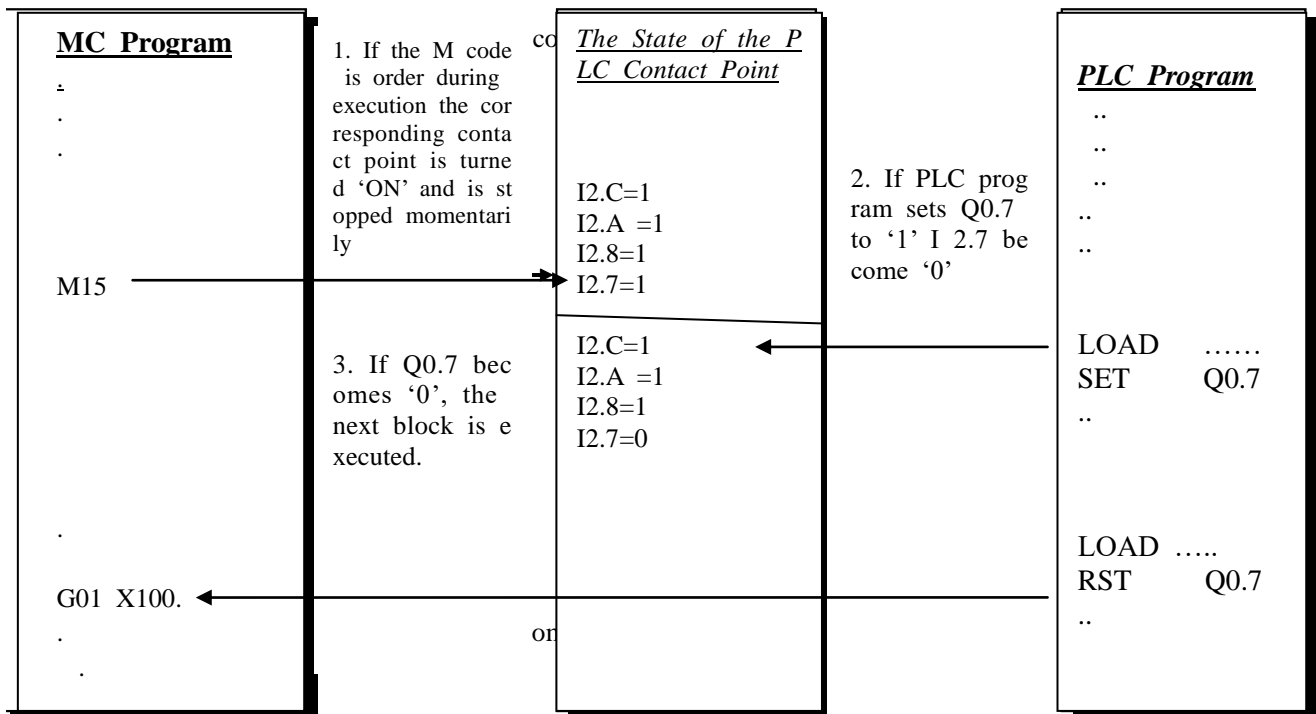 MC Program
.
.
.
M15
.
G01 X100.
.
.
1. If the M code
is order during
execution the cor
responding conta
ct point is turne
d ‘ON’ and is st
opped momentari
ly
3. If Q0.7 bec
omes ‘0’, the
next block is e
xecuted.
co
on
The State of the P
LC Contact Point
I2.C=1
I2.A =1
I2.8=1
I2.7=1
I2.C=1
I2.A =1
I2.8=1
I2.7=0
2. If PLC prog
ram sets Q0.7
to ‘1’ I 2.7 be
come ‘0’
PLC Program
..
..
..
..
..
LOAD ……
SET Q0.7
..
LOAD …..
RST Q0.7
..